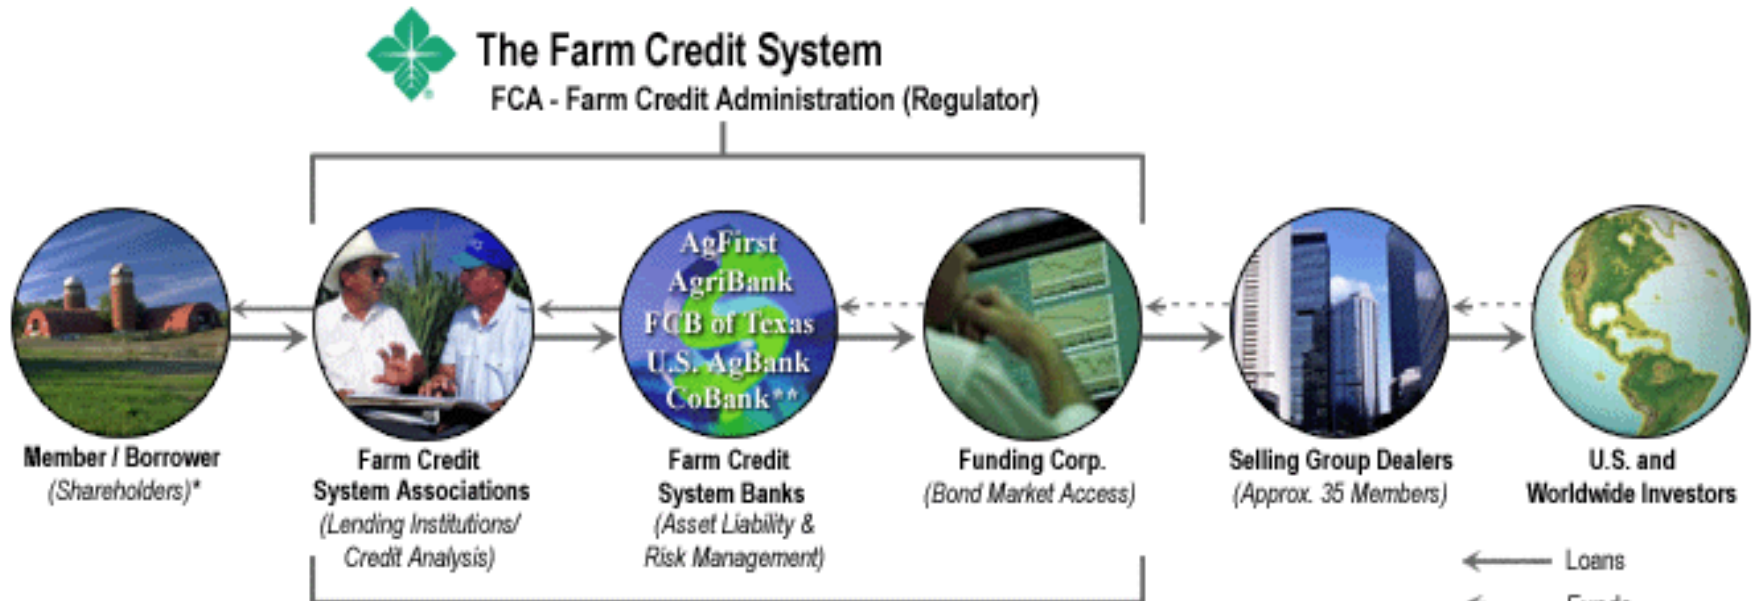 The Farm Credit System
FCA - Farm Credit Administration (Regulator)
AgFirst
AgriBank
FCB of Texas
U.S. AgBank
CoBank**
Member / Borrower
(Shareholders)*
Farm Credit
System Associations
(Lending Institutions/
Credit Analysis)
Farm Credit
System Banks
(Asset Liability &
Risk Management)
Funding Corp.
(Bond Market Access)
Selling Group Dealers
(Approx. 35 Members)
U.S. and
Worldwide Investors
Loans